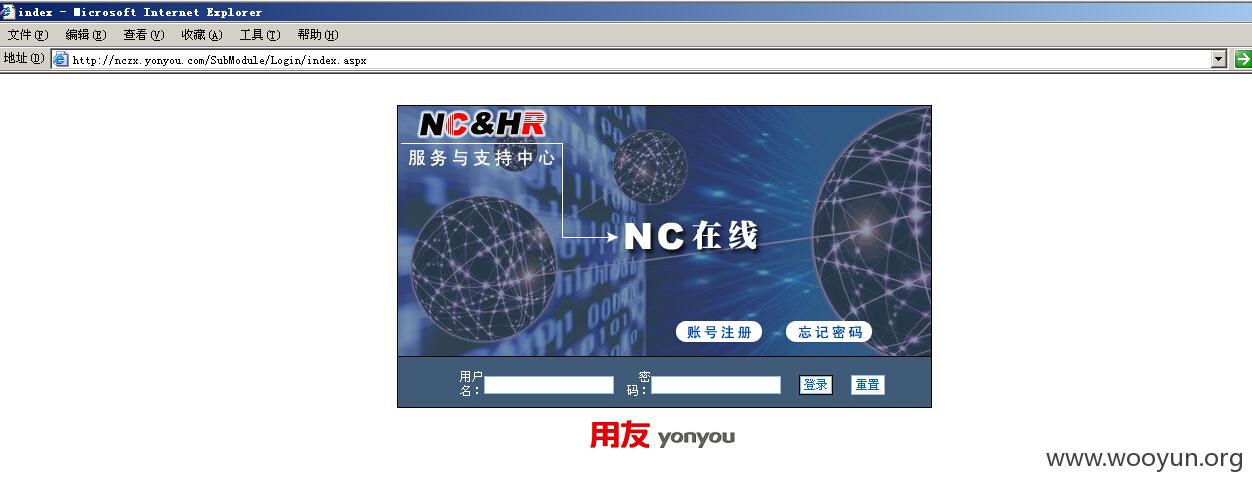 index - Microsoft Internet Explorer
文件(F) 编辑(E) 查看(V) 收藏(A) 工具(T) 帮助(H)
地址(D) http://nczx.yonyou.com/SubModule/Login/index.aspx
NC&HR
服务与支持中心
NC在线
账号注册 忘记密码
用户
名：
密
码：
登录 重置
用友 yonyou
www.wooyun.org